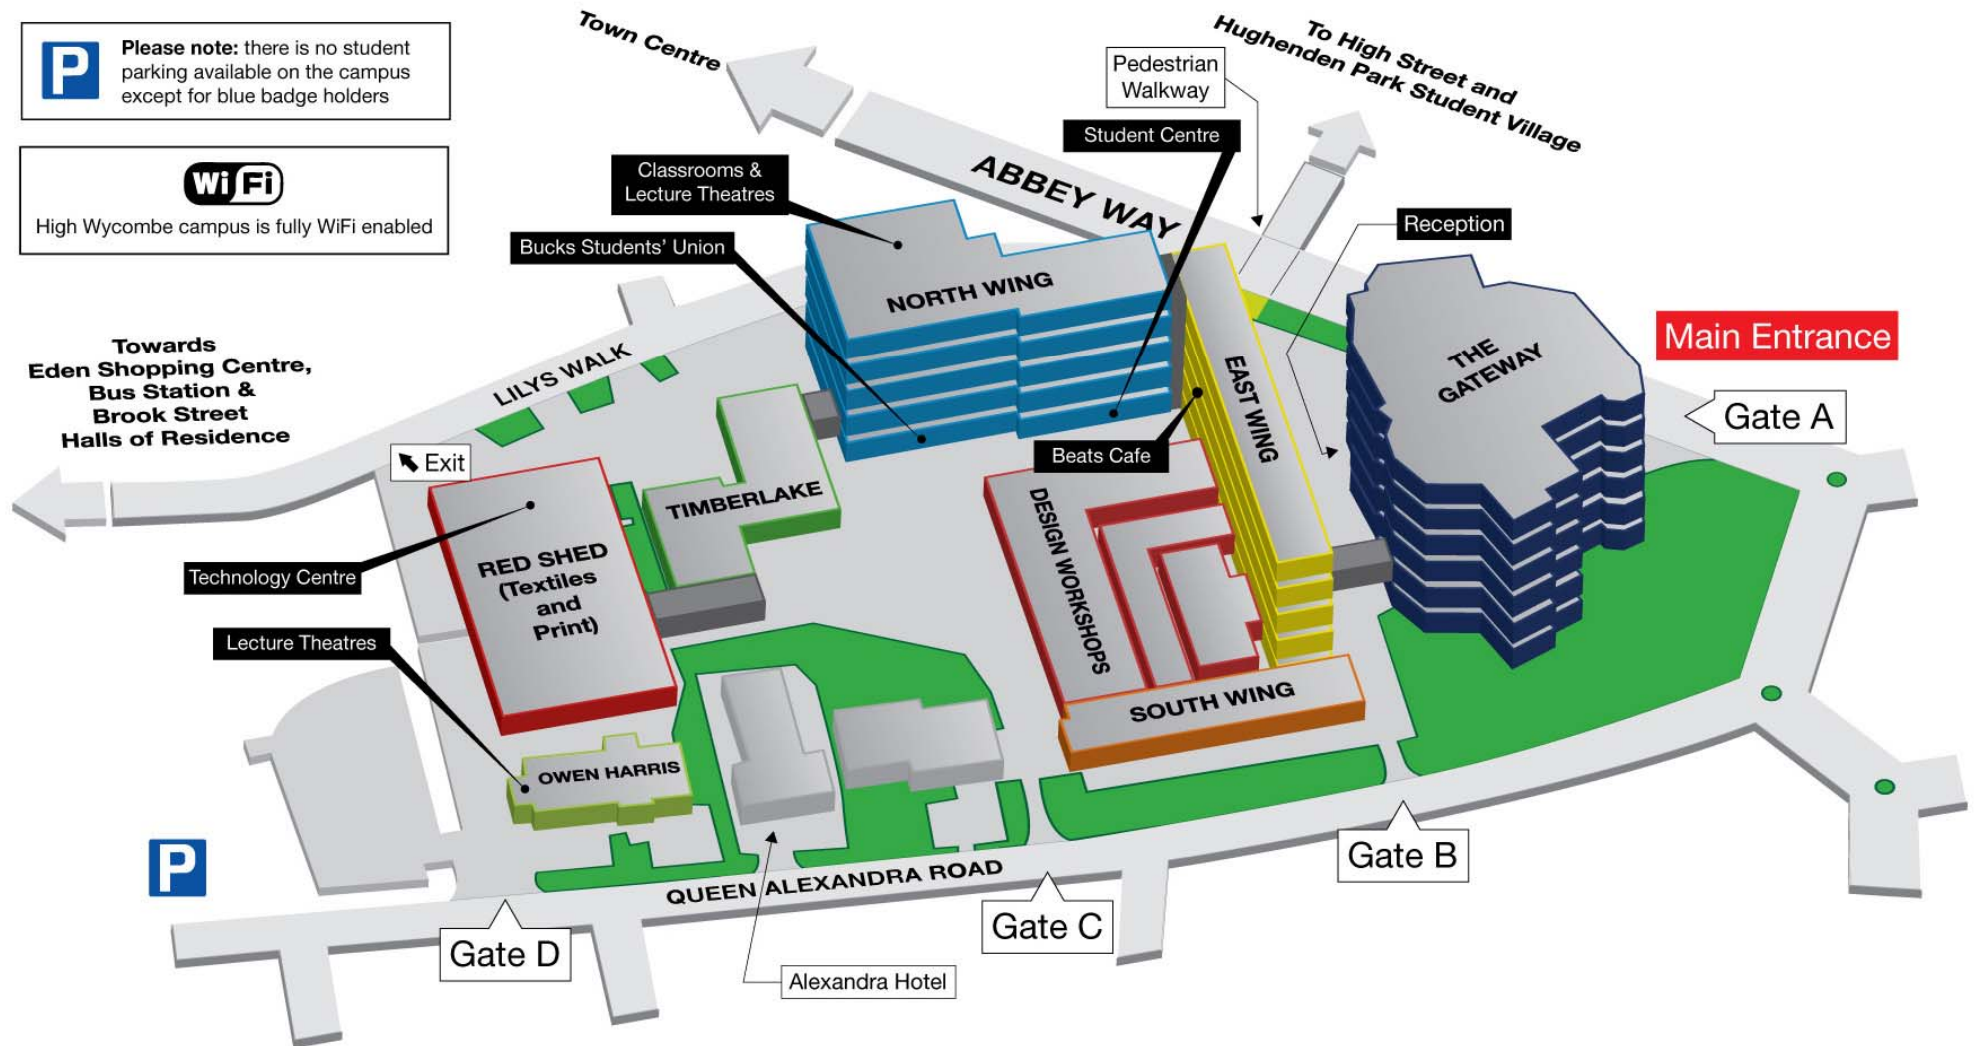 P
Please note: there is no student
parking available on the campus
except for blue badge holders
WiFi
High Wycombe campus is fully WiFi enabled
Town Centre
To High Street and
Hughenden Park Student Village
Pedestrian
Walkway
Student Centre
ABBEY WAY
Classrooms &
Lecture Theatres
Reception
Bucks Students' Union
NORTH WING
Main Entrance
THE
GATEWAY
Gate A
EAST WING
Towards
Eden Shopping Centre,
Bus Station &
Brook Street
Halls of Residence
LILYS WALK
Exit
Beats Cafe
TIMBERLAKE
DESIGN WORKSHOPS
RED SHED
(Textiles
and
Print)
Technology Centre
Lecture Theatres
SOUTH WING
OWEN HARRIS
P
QUEEN ALEXANDRA ROAD
Gate B
Gate C
Gate D
Alexandra Hotel